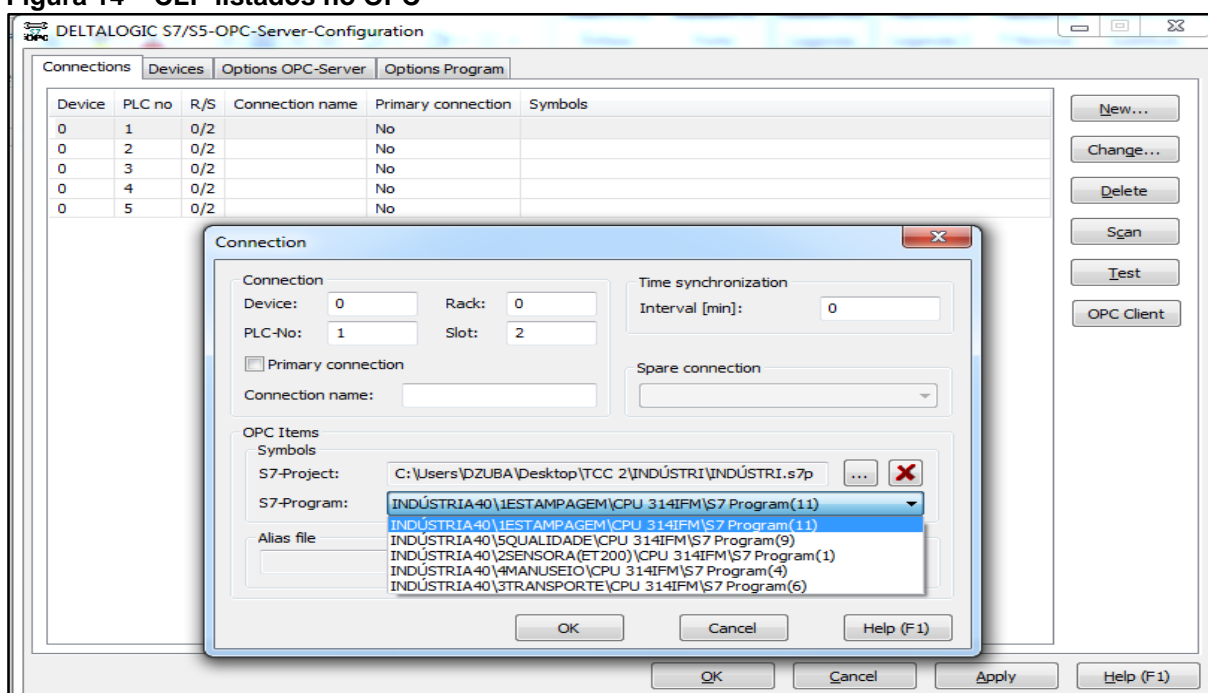 Figura 14 – CLP listados no OPC
OPC DELTALOGIC S7/S5-OPC-Server-Configuration
Connections Devices Options OPC-Server Options Program
Device PLC no R/S Connection name Primary connection Symbols
0 1 0/2 No
0 2 0/2 No
0 3 0/2 No
0 4 0/2 No
0 5 0/2 No
New...
Change...
Delete
Scan
Test
OPC Client
Connection
Connection
Device: 0 Rack: 0
PLC-No: 1 Slot: 2
Primary connection
Connection name:
Time synchronization
Interval [min]: 0
Spare connection
OPC Items
Symbols
S7-Project: C:\Users\DZUBA\Desktop\TCC 2\INDÚSTRI\INDÚSTRI.s7p ...
S7-Program: INDÚSTRIA40\1ESTAMPAGEM\CPU 314IFM\S7 Program(11)
INDÚSTRIA40\1ESTAMPAGEM\CPU 314IFM\S7 Program(11)
INDÚSTRIA40\5QUALIDADE\CPU 314IFM\S7 Program(9)
INDÚSTRIA40\2SENSORA(ET200)\CPU 314IFM\S7 Program(1)
INDÚSTRIA40\4MANUSEIO\CPU 314IFM\S7 Program(4)
INDÚSTRIA40\3TRANSPORTE\CPU 314IFM\S7 Program(6)
Alias file
OK Cancel Help (F1)
OK Cancel Apply Help (F1)